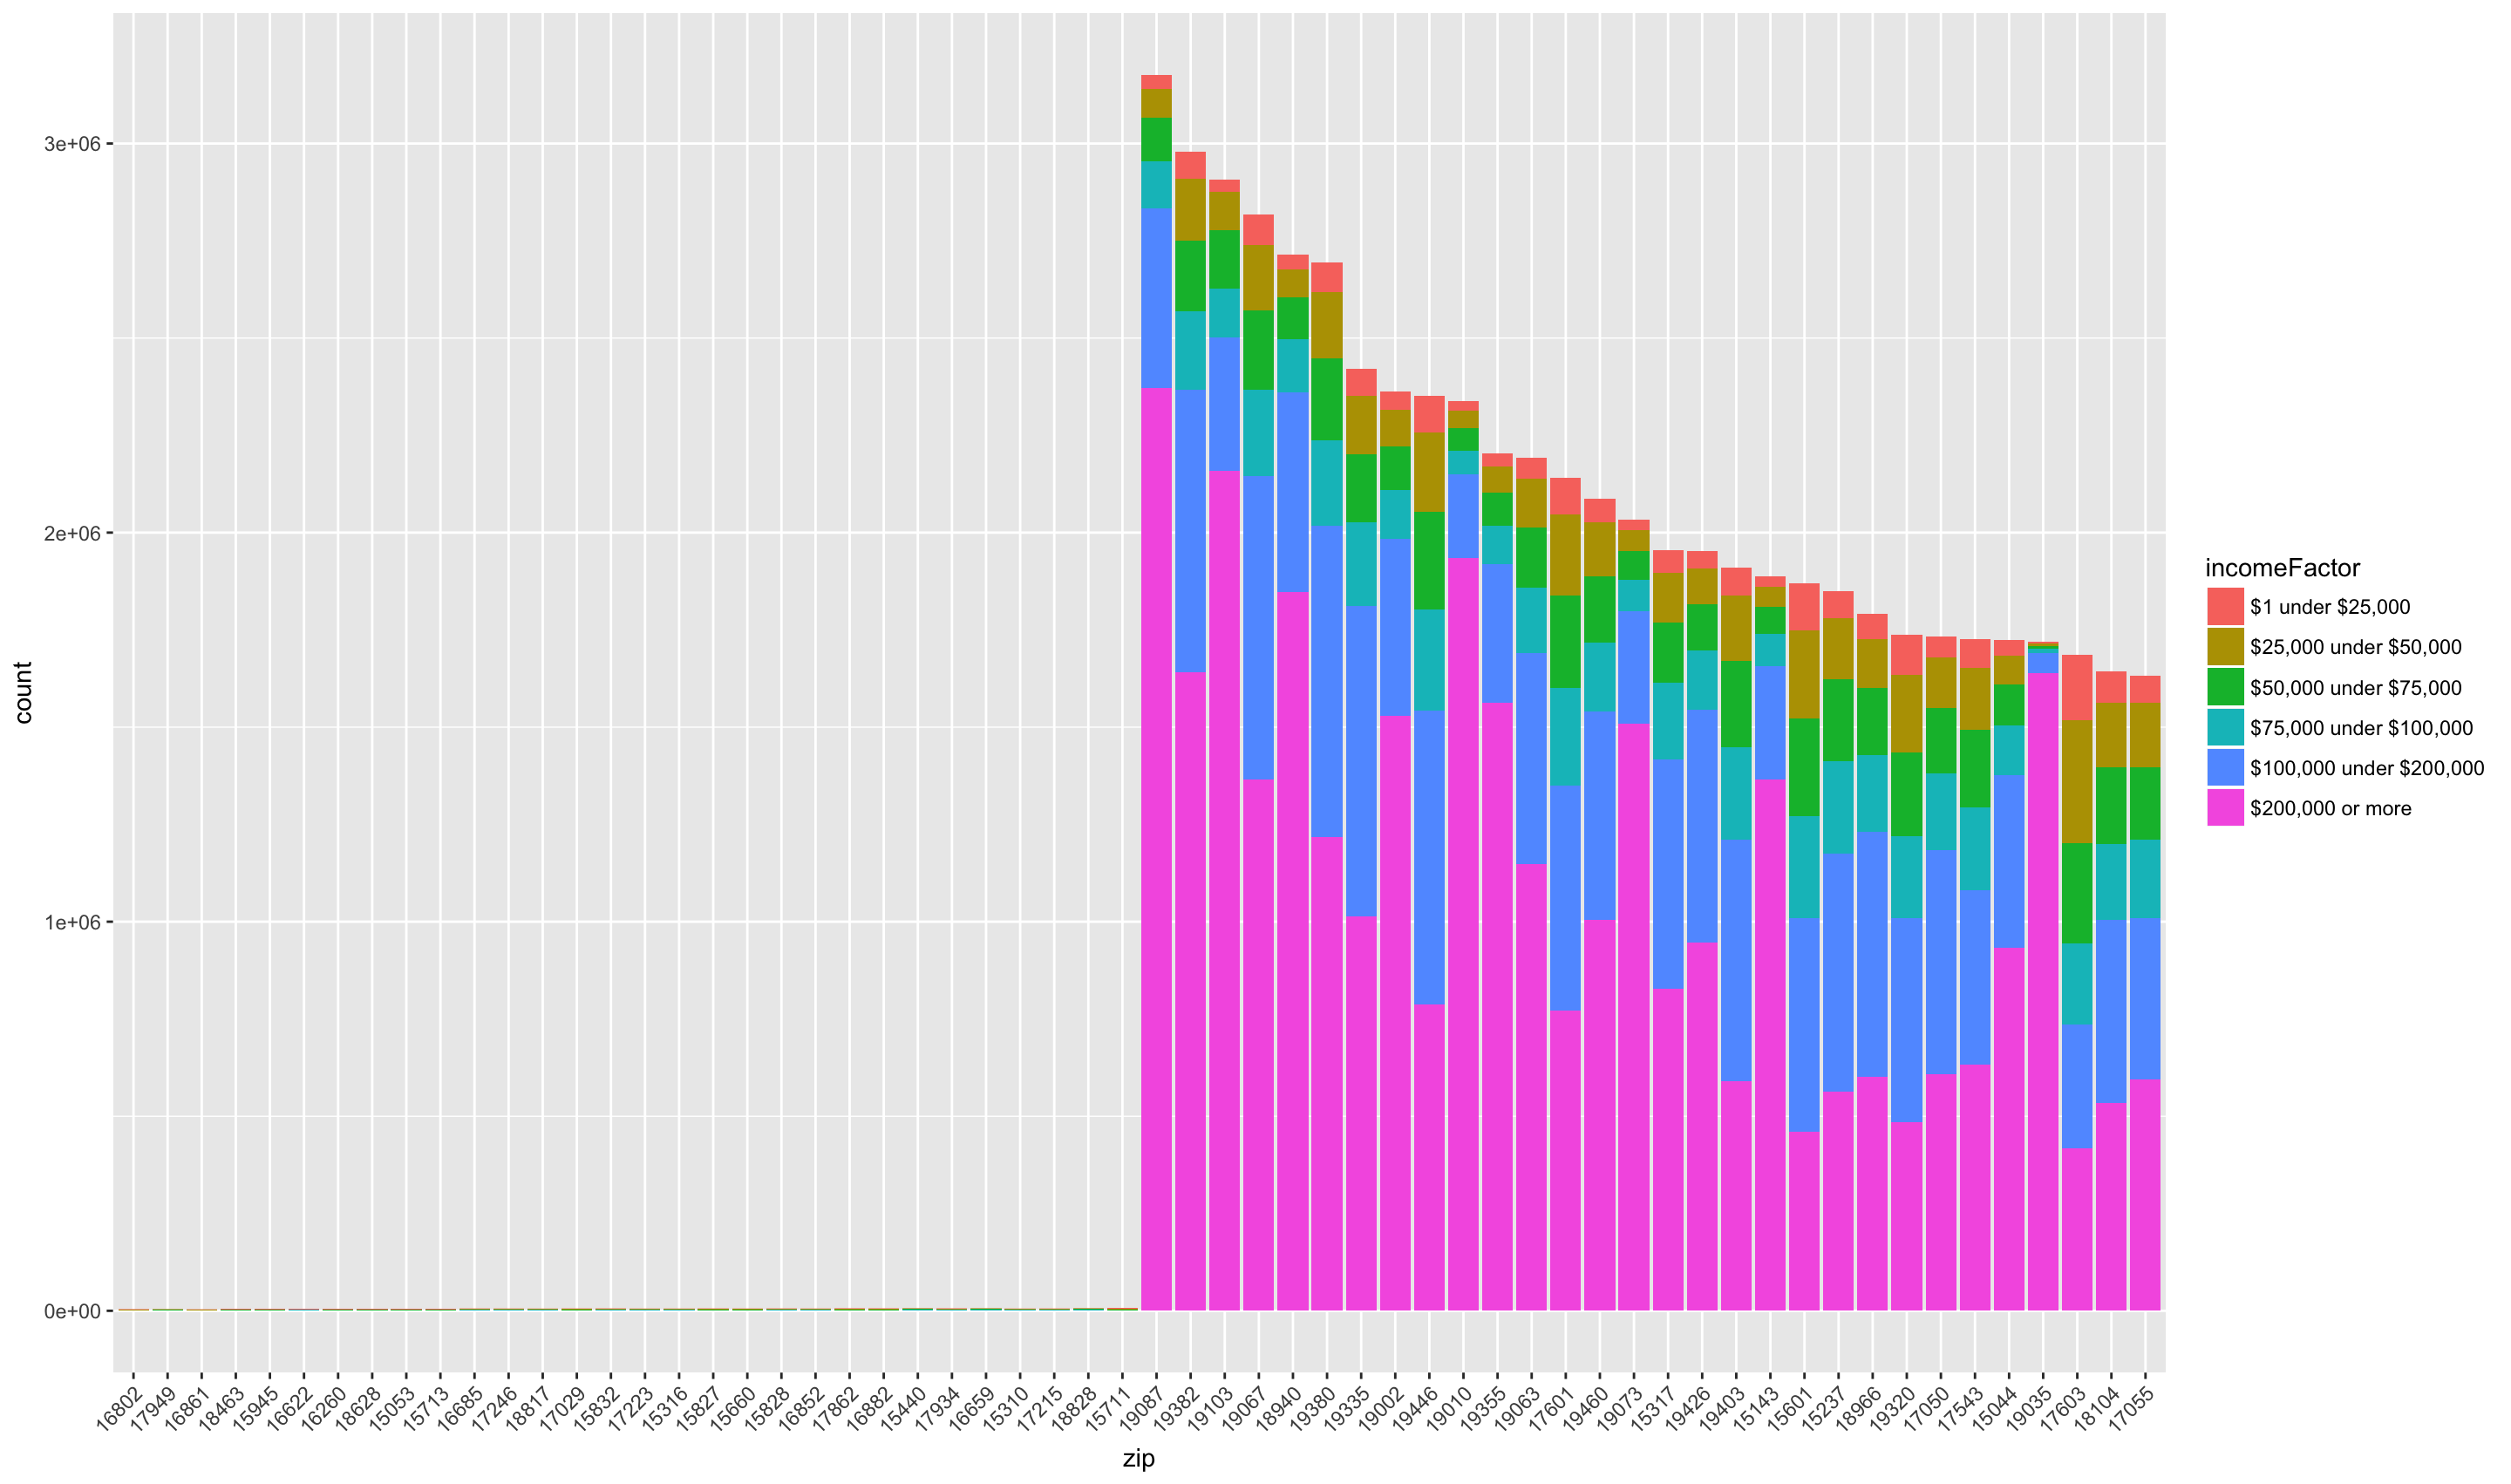 3e+06
2e+06
1e+06
0e+00
count
16802 17949 16861 18463 15945 16622 16260 18628 15053 15713 16685 17246 18817 17029 15832 17223 15316 15827 15660 15828 16852 17862 16882 15440 17934 16659 15310 17215 18828 15711 19087 19382 19103 19067 18940 19380 19335 19002 19446 19010 19355 19063 17601 19460 19073 15317 19426 19403 15143 15601 15237 18966 19320 17050 17543 15044 19035 17603 18104 17055
zip
incomeFactor
$1 under $25,000
$25,000 under $50,000
$50,000 under $75,000
$75,000 under $100,000
$100,000 under $200,000
$200,000 or more